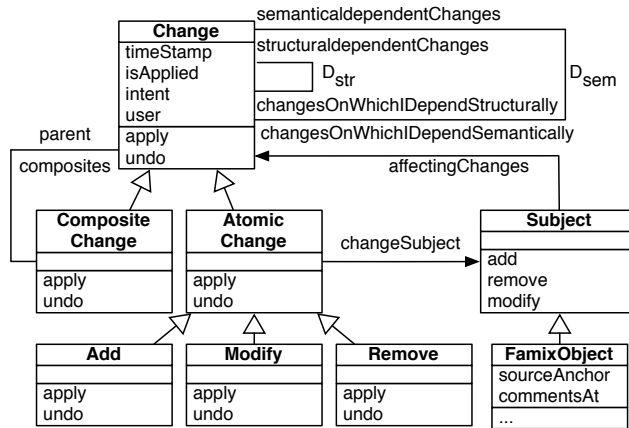 Change
timeStamp
isApplied
intent
user
apply
undo
semanticaldependentChanges
structuraldependentChanges
D_str
D_sem
changesOnWhichIDependStructurally
changesOnWhichIDependSemantically
parent
composites
affectingChanges
Composite
Change
apply
undo
Atomic
Change
apply
undo
changeSubject
Subject
add
remove
modify
Add
apply
undo
Modify
apply
undo
Remove
apply
undo
FamixObject
sourceAnchor
commentsAt
...